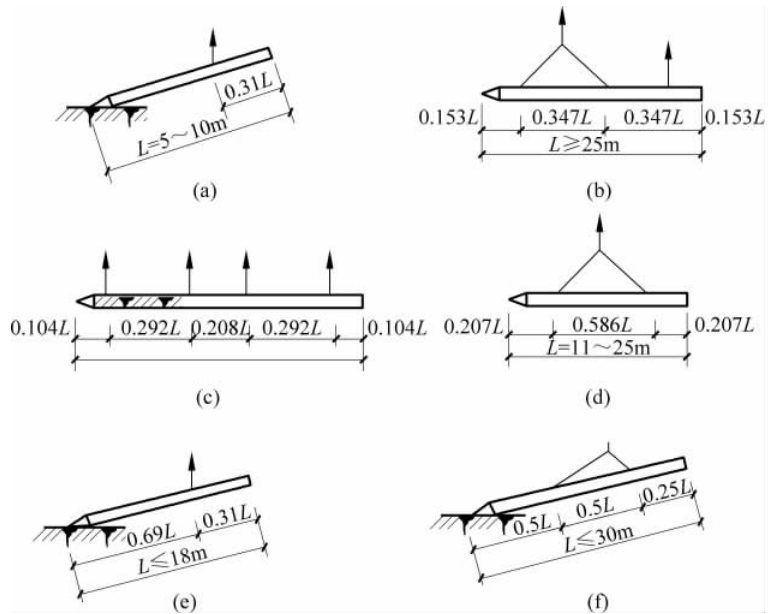 0.31L
L=5～10m
(a)
0.153L 0.347L 0.347L 0.153L
L≥25m
(b)
0.104L 0.292L 0.208L 0.292L 0.104L
(c)
0.207L 0.586L 0.207L
L=11～25m
(d)
0.69L 0.31L
L≤18m
(e)
0.5L 0.5L 0.25L
L≤30m
(f)